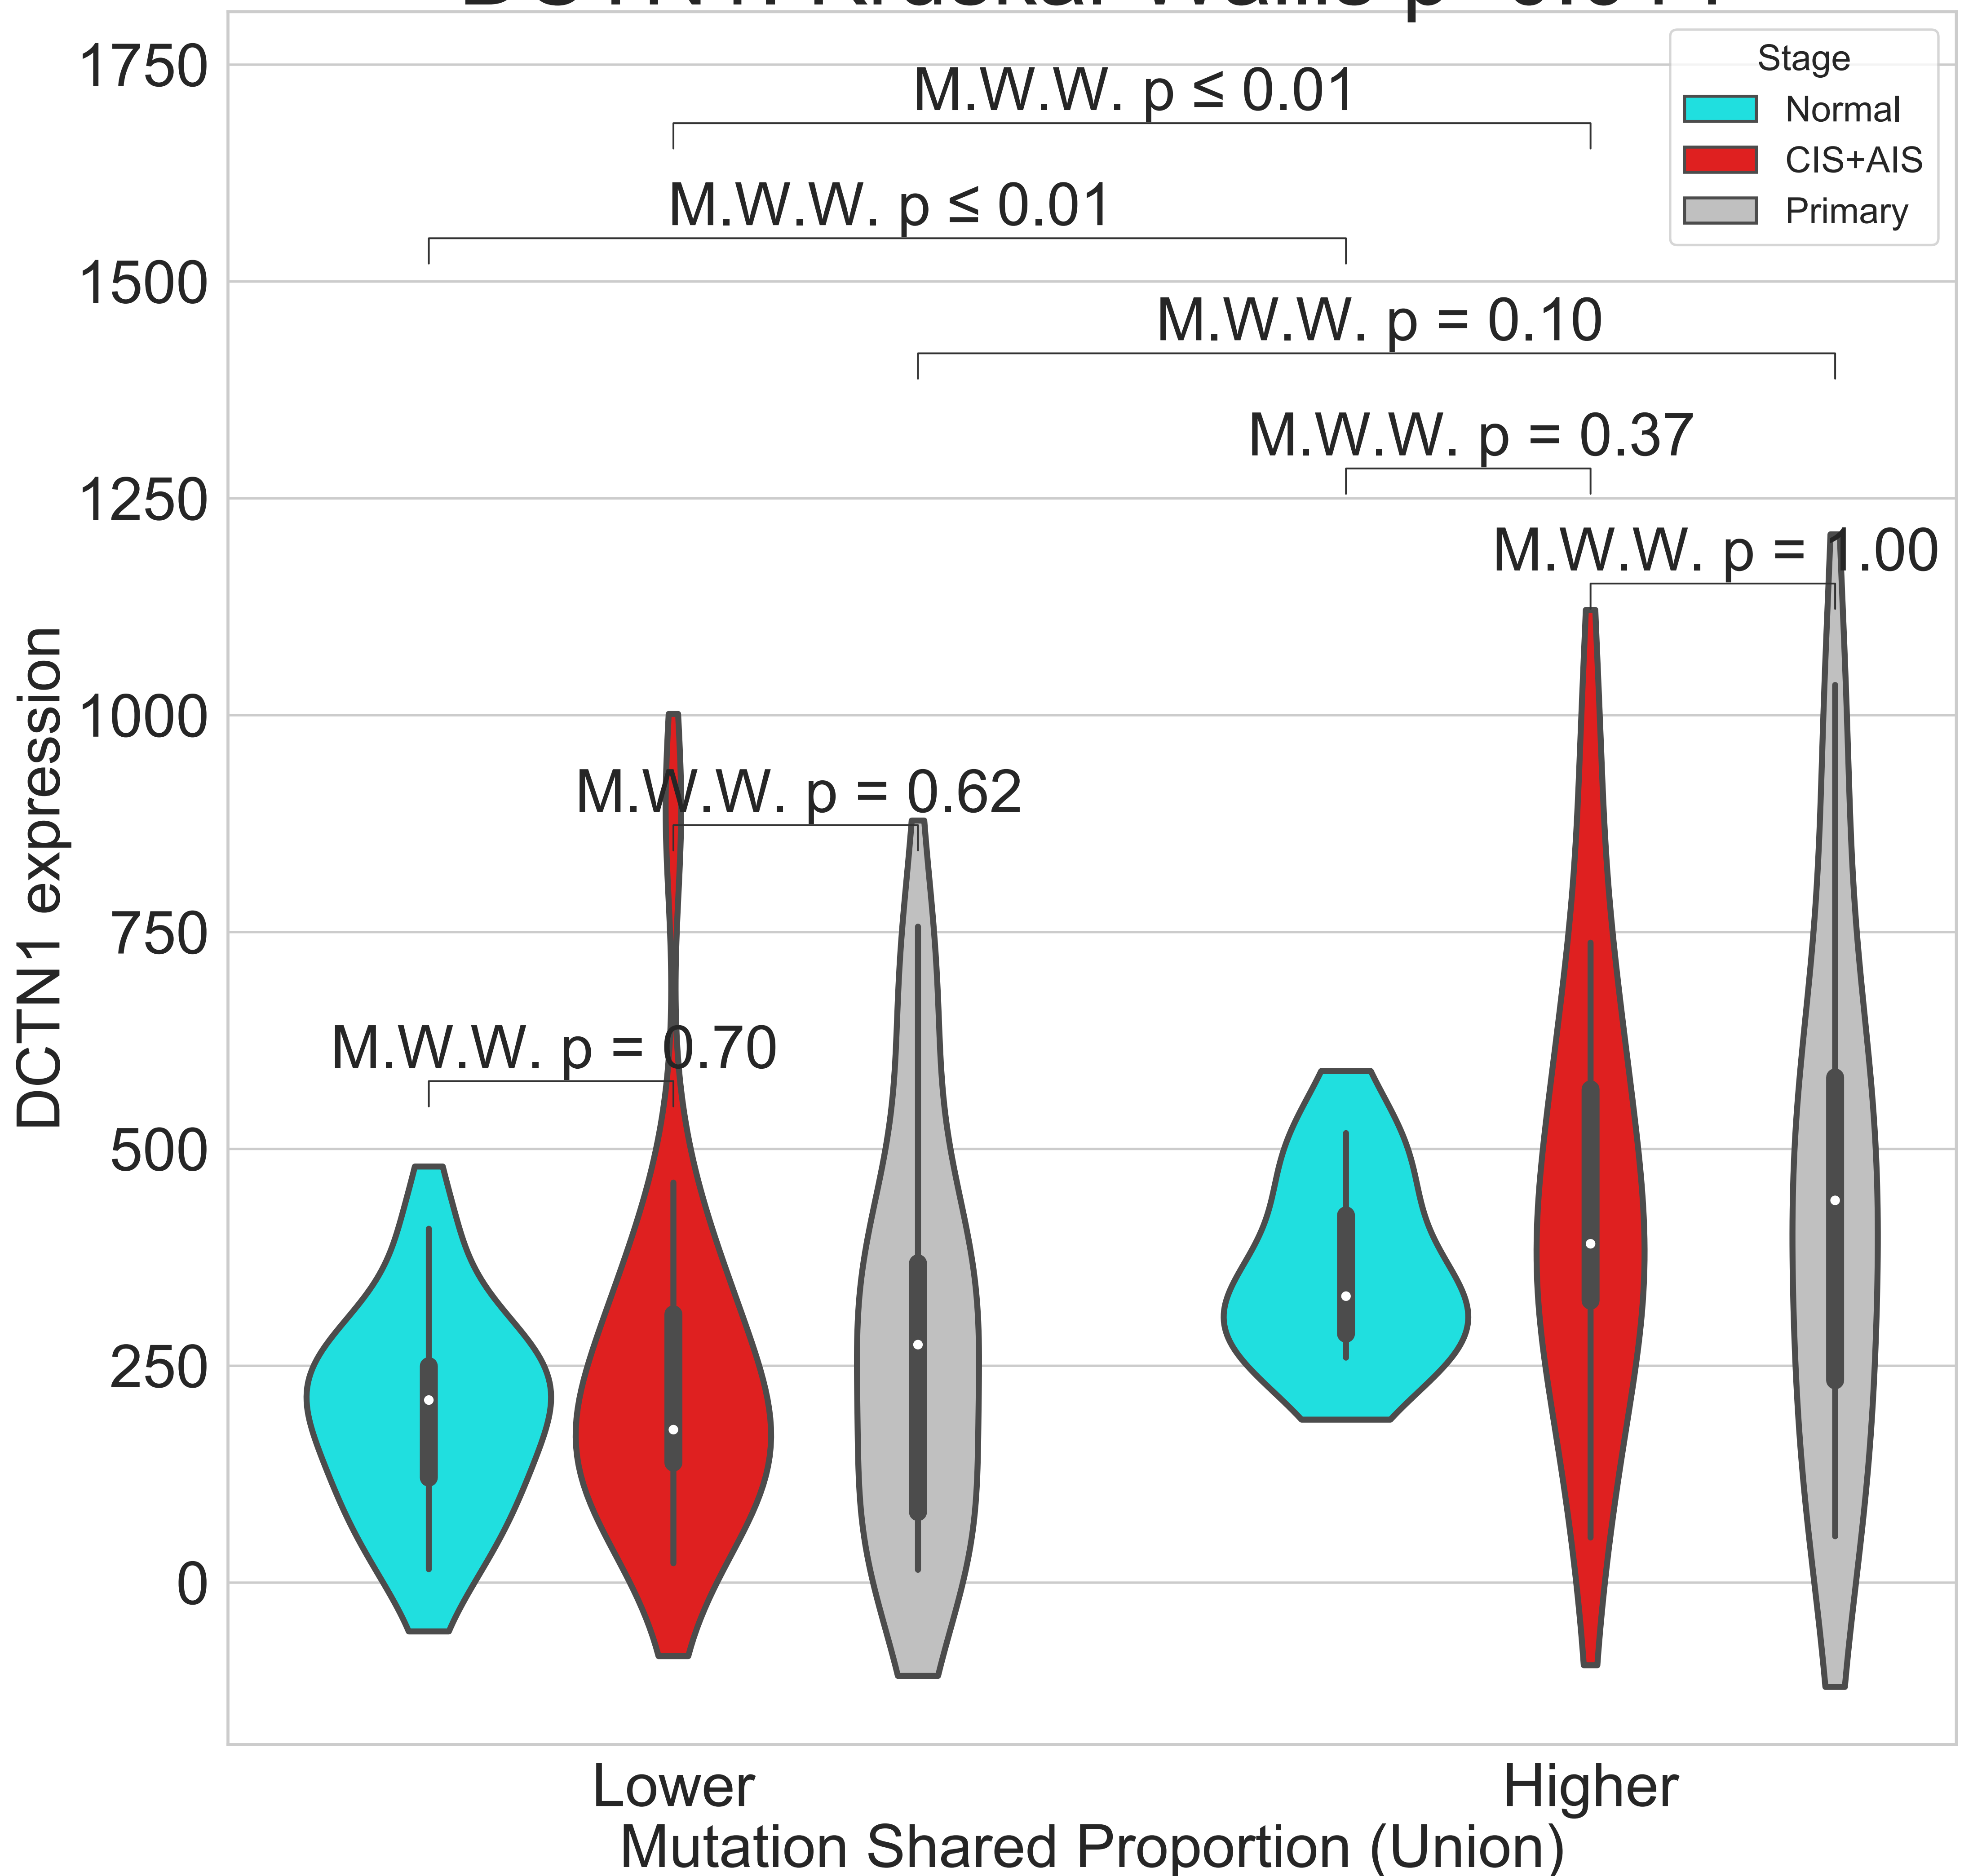 1750
1500
1250
1000
750
500
250
0
DCTN1 expression
Stage
Normal
CIS+AIS
Primary
M.W.W. p ≤ 0.01
M.W.W. p ≤ 0.01
M.W.W. p = 0.10
M.W.W. p = 0.37
M.W.W. p = 1.00
M.W.W. p = 0.62
M.W.W. p = 0.70
Lower
Higher
Mutation Shared Proportion (Union)